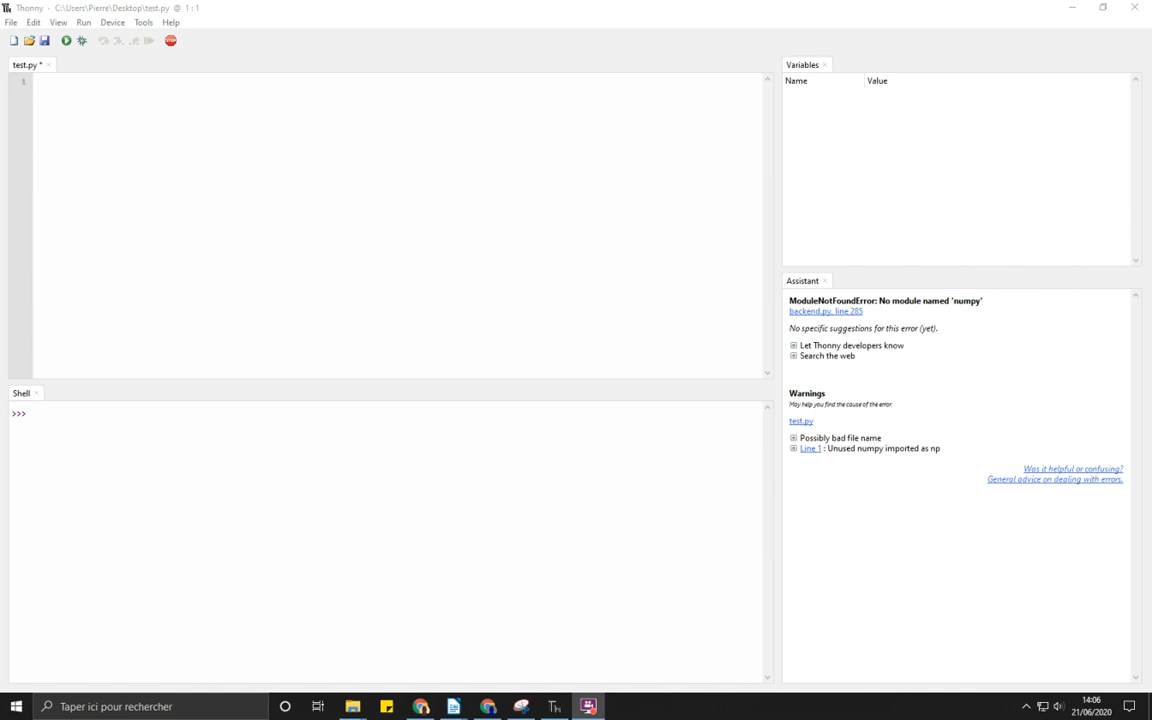 Thonny - C:\Users\Pierre\Desktop\test.py @ 1 : 1
File Edit View Run Device Tools Help
STOP
test.py *
1
Variables
Name Value
Assistant
ModuleNotFoundError: No module named 'numpy'
backend.py, line 285
No specific suggestions for this error (yet).
Let Thonny developers know
Search the web
Warnings
May help you find the cause of the error.
test.py
Possibly bad file name
Line 1 : Unused numpy imported as np
Was it helpful or confusing?
General advice on dealing with errors.
Shell
>>>
Taper ici pour rechercher
Th
14:06
21/06/2020